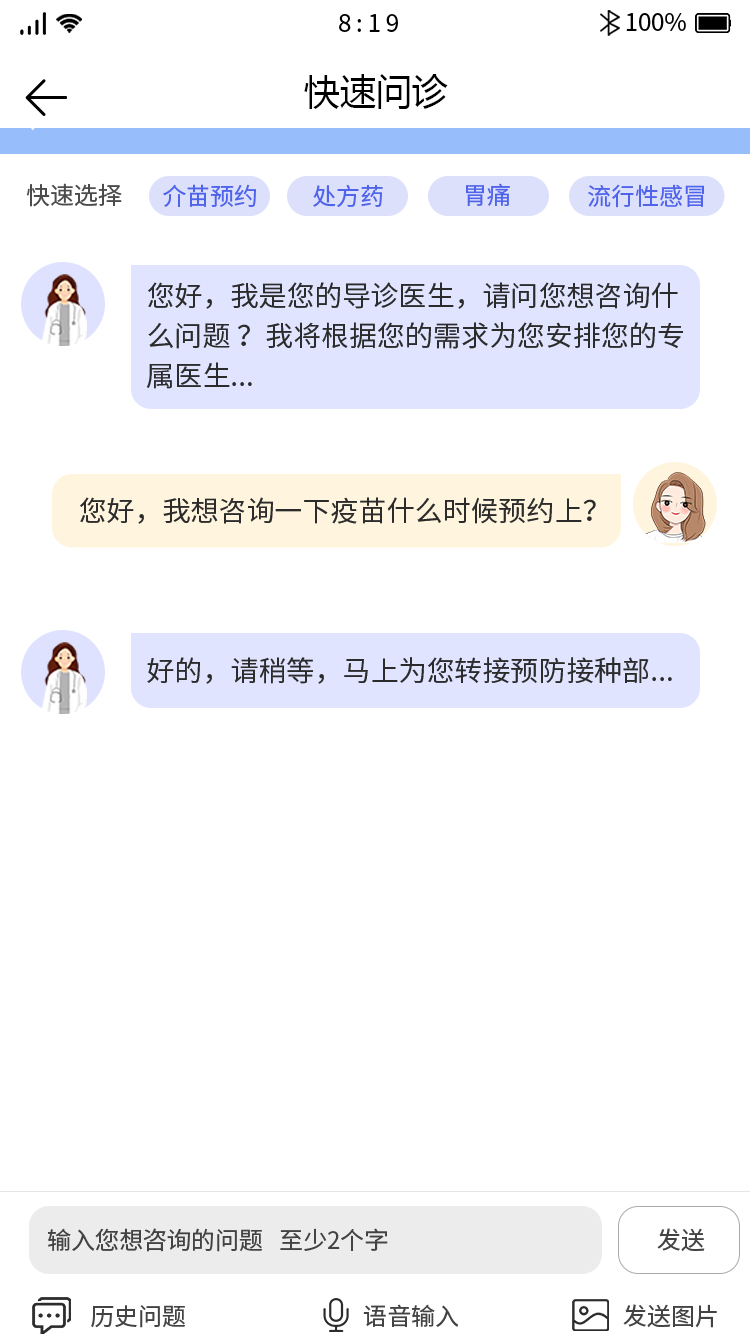 8:19
100%
快速问诊
快速选择 介苗预约 处方药 胃痛 流行性感冒
您好，我是您的导诊医生，请问您想咨询什
么问题？我将根据您的需求为您安排您的专
属医生...
您好，我想咨询一下疫苗什么时候预约上？
好的，请稍等，马上为您转接预防接种部...
输入您想咨询的问题 至少2个字
发送
历史问题 语音输入 发送图片